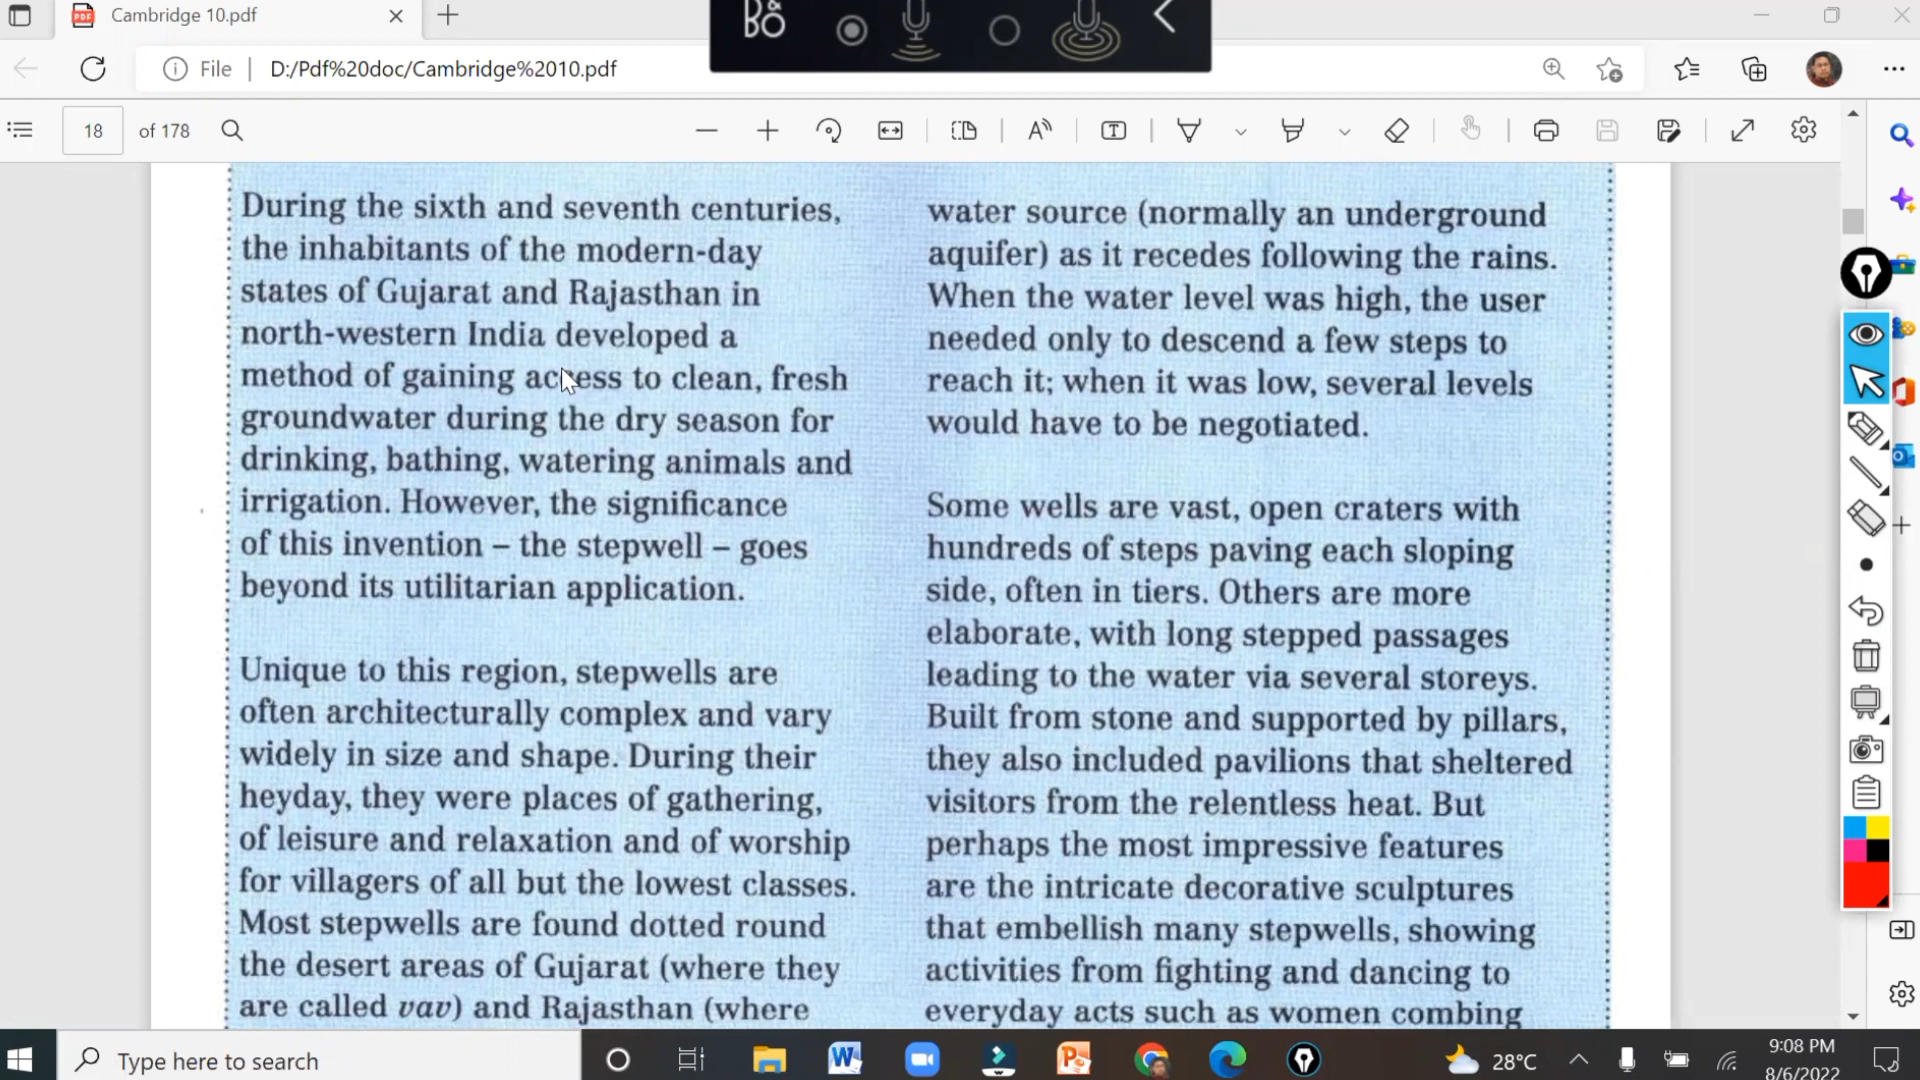 Cambridge 10.pdf
B&O
File
D:/Pdf%20doc/Cambridge%2010.pdf
18 of 178
During the sixth and seventh centuries,
the inhabitants of the modern-day
states of Gujarat and Rajasthan in
north-western India developed a
method of gaining access to clean, fresh
groundwater during the dry season for
drinking, bathing, watering animals and
irrigation. However, the significance
of this invention – the stepwell – goes
beyond its utilitarian application.
Unique to this region, stepwells are
often architecturally complex and vary
widely in size and shape. During their
heyday, they were places of gathering,
of leisure and relaxation and of worship
for villagers of all but the lowest classes.
Most stepwells are found dotted round
the desert areas of Gujarat (where they
are called vav) and Rajasthan (where
water source (normally an underground
aquifer) as it recedes following the rains.
When the water level was high, the user
needed only to descend a few steps to
reach it; when it was low, several levels
would have to be negotiated.
Some wells are vast, open craters with
hundreds of steps paving each sloping
side, often in tiers. Others are more
elaborate, with long stepped passages
leading to the water via several storeys.
Built from stone and supported by pillars,
they also included pavilions that sheltered
visitors from the relentless heat. But
perhaps the most impressive features
are the intricate decorative sculptures
that embellish many stepwells, showing
activities from fighting and dancing to
everyday acts such as women combing
Type here to search
28°C
9:08 PM
8/6/2022